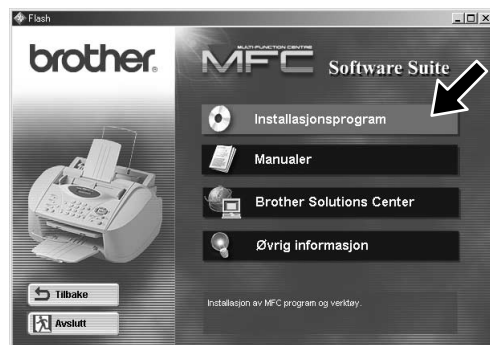 Flash
brother.
MULTI-FUNCTION CENTRE
MFC Software Suite
Installasjonsprogram
Manualer
Brother Solutions Center
Øvrig informasjon
Tilbake
Avslutt
Installasjon av MFC program og verktøy.